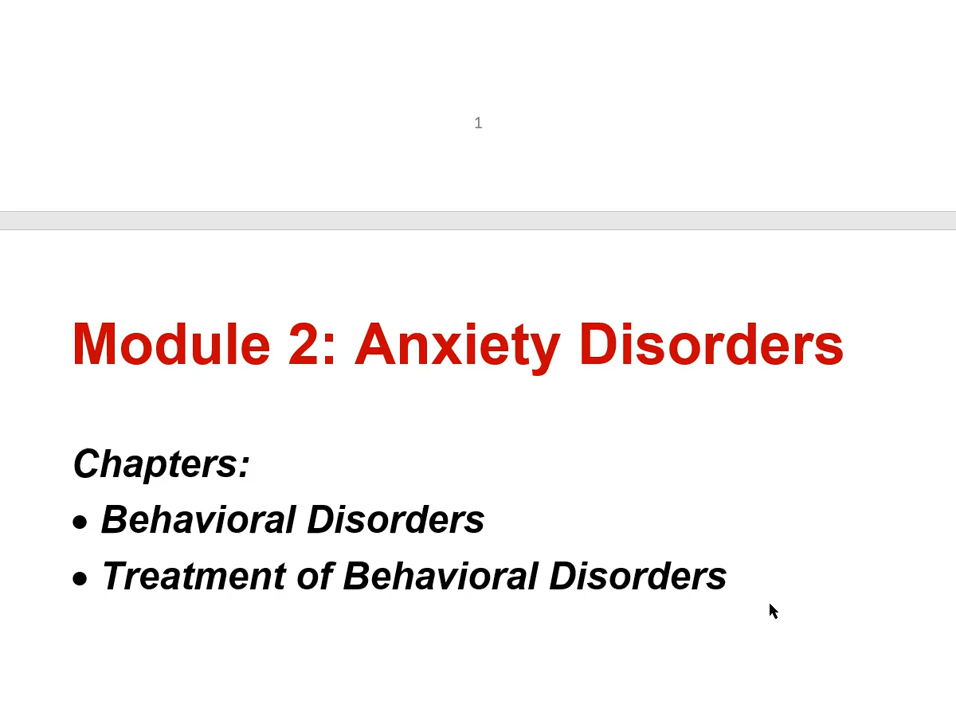 1
Module 2: Anxiety Disorders
Chapters:
• Behavioral Disorders
• Treatment of Behavioral Disorders